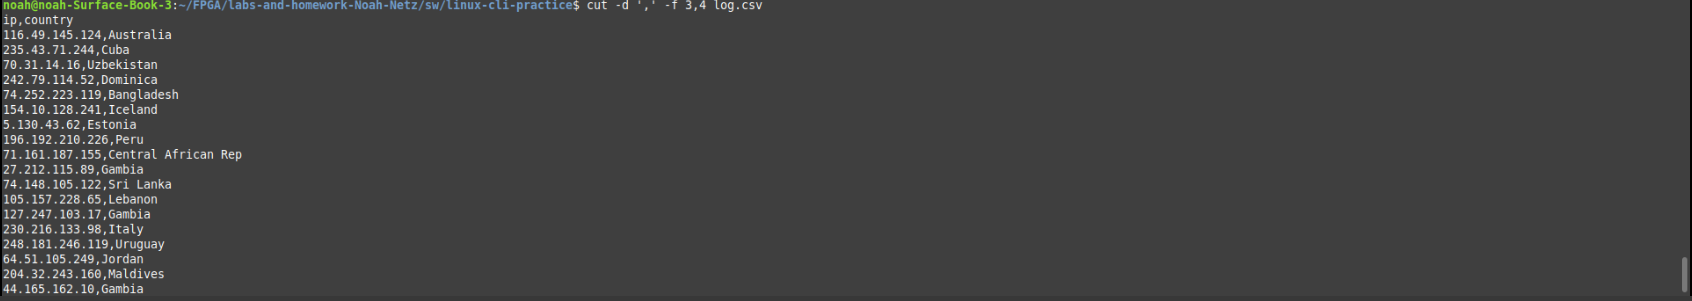 noah@noah-Surface-Book-3:~/FPGA/labs-and-homework-Noah-Netz/sw/linux-cli-practice$ cut -d ',' -f 3,4 log.csv
ip,country
116.49.145.124,Australia
235.43.71.244,Cuba
70.31.14.16,Uzbekistan
242.79.114.52,Dominica
74.252.223.119,Bangladesh
154.10.128.241,Iceland
5.130.43.62,Estonia
196.192.210.226,Peru
71.161.187.155,Central African Rep
27.212.115.89,Gambia
74.148.105.122,Sri Lanka
105.157.228.65,Lebanon
127.247.103.17,Gambia
230.216.133.98,Italy
248.181.246.119,Uruguay
64.51.105.249,Jordan
204.32.243.160,Maldives
44.165.162.10,Gambia